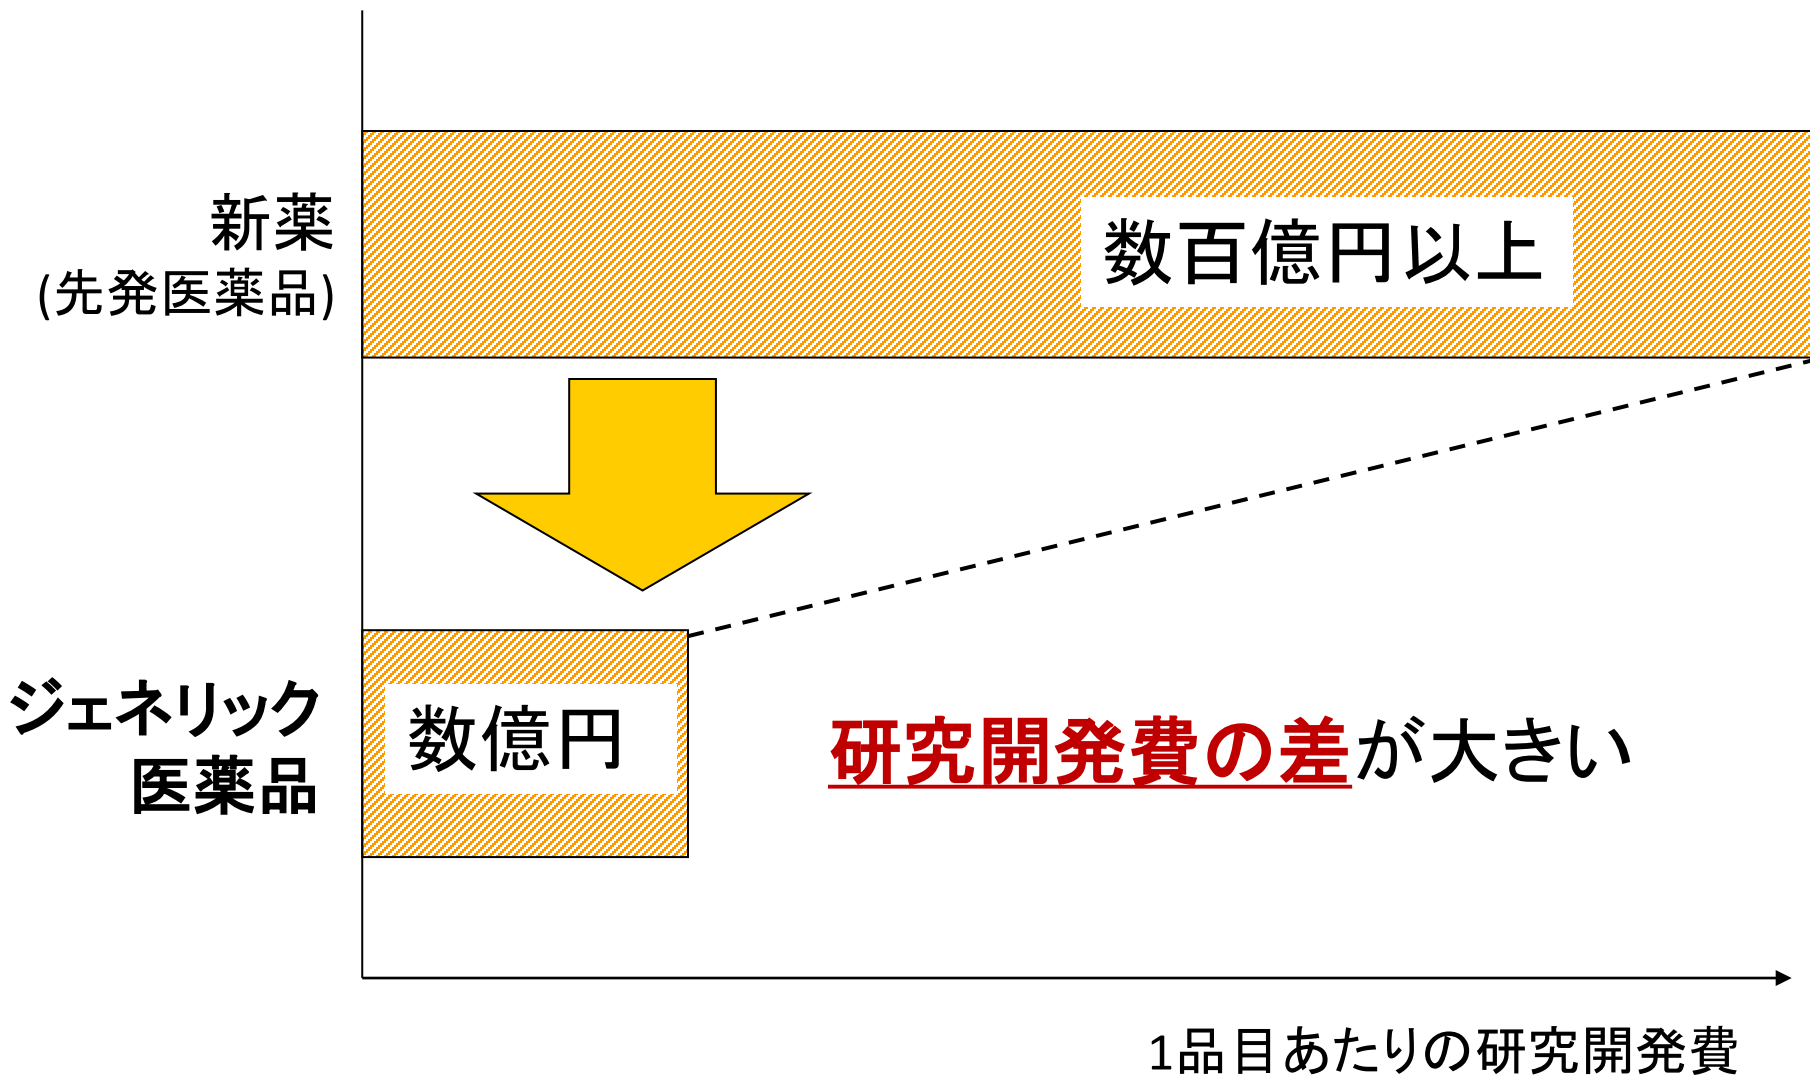 新薬
(先発医薬品)
数百億円以上
ジェネリック
医薬品
数億円
研究開発費の差が大きい
1品目あたりの研究開発費